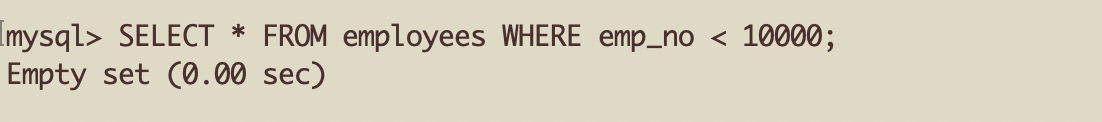 [mysql> SELECT * FROM employees WHERE emp_no < 10000;
Empty set (0.00 sec)